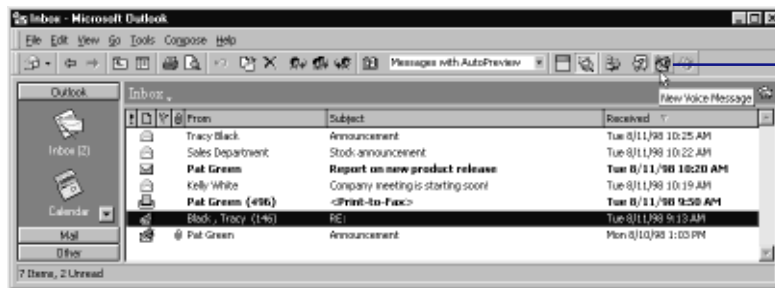 Inbox - Microsoft Outlook
File Edit View Go Tools Compose Help
Messages with AutoPreview
New Voice Message
Outlook
Inbox
! From Subject Received
Inbox (2)
Calendar
Mail
Other
Tracy Black Announcement Tue 8/11/98 10:25 AM
Sales Department Stock announcement Tue 8/11/98 10:22 AM
Pat Green Report on new product release Tue 8/11/98 10:20 AM
Kelly White Company meeting is starting soon! Tue 8/11/98 10:19 AM
Pat Green (496) <Print-to-Fax> Tue 8/11/98 9:50 AM
Black , Tracy (146) RE: Tue 8/11/98 9:13 AM
Pat Green Announcement Mon 8/10/98 1:03 PM
7 Items, 2 Unread